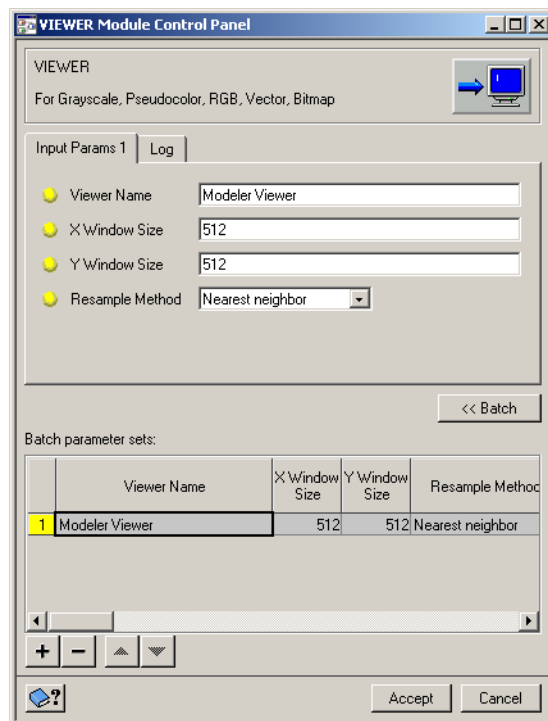 VIEWER Module Control Panel
VIEWER
For Grayscale, Pseudocolor, RGB, Vector, Bitmap
Input Params 1 Log
Viewer Name Modeler Viewer
X Window Size 512
Y Window Size 512
Resample Method Nearest neighbor
<< Batch
Batch parameter sets:
Viewer Name X Window Size Y Window Size Resample Methoc
1 Modeler Viewer 512 512 Nearest neighbor
+ -
?
Accept Cancel